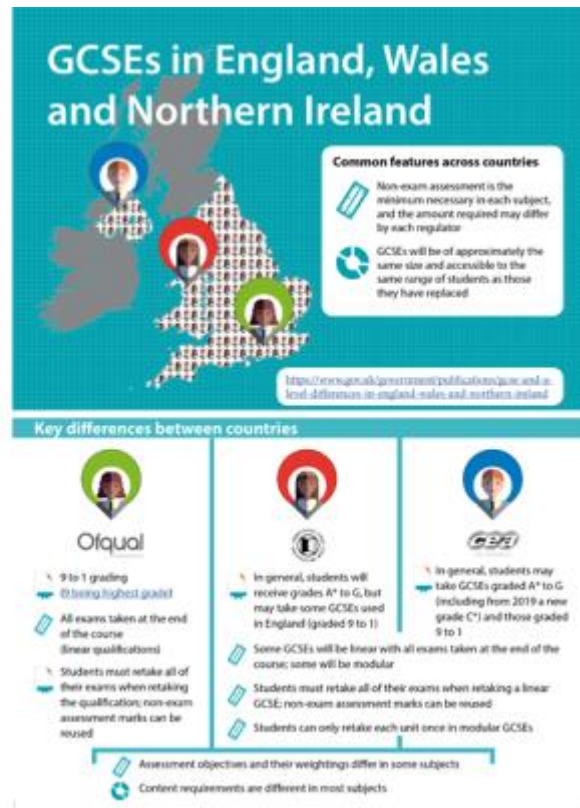 GCSEs in England, Wales
and Northern Ireland
Common features across countries
Non-exam assessment is the
minimum necessary in each subject,
and the amount required may differ
by each regulator
GCSEs will be of approximately the
same size and accessible to the
same range of students as those
they have replaced
https://www.gov.uk/government/publications/gcse-and-a-
level-differences-in-england-wales-and-northern-ireland
Key differences between countries
Ofqual
9 to 1 grading
(9 being highest grade)
All exams taken at the end
of the course
(linear qualifications)
Students must retake all of
their exams when retaking
the qualification; non-exam
assessment marks can be
reused
In general, students will
receive grades A* to G, but
may take some GCSEs used
in England (graded 9 to 1)
CCEA
In general, students may
take GCSEs graded A* to G
(including from 2019 a new
grade C*) and those graded
9 to 1
Some GCSEs will be linear with all exams taken at the end of the
course; some will be modular
Students must retake all of their exams when retaking a linear
GCSE; non-exam assessment marks can be reused
Students can only retake each unit once in modular GCSEs
Assessment objectives and their weightings differ in some subjects
Content requirements are different in most subjects